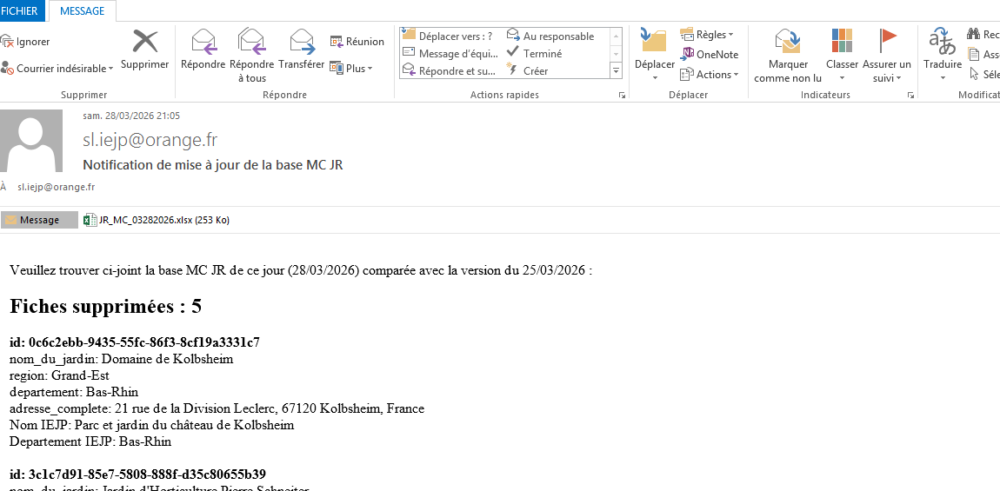 FICHIER MESSAGE
Ignorer
Courrier indésirable
Supprimer
Supprimer
Répondre
Répondre à tous
Transférer
Réunion
Plus
Répondre
Déplacer vers : ?
Message d'équi...
Répondre et su...
Au responsable
Terminé
Créer
Actions rapides
Déplacer
Règles
OneNote
Actions
Déplacer
Marquer comme non lu
Classer
Assurer un suivi
Indicateurs
Traduire
sam. 28/03/2026 21:05
sl.iejp@orange.fr
Notification de mise à jour de la base MC JR
À sl.iejp@orange.fr
Message JR_MC_03282026.xlsx (253 Ko)
Veuillez trouver ci-joint la base MC JR de ce jour (28/03/2026) comparée avec la version du 25/03/2026 :
Fiches supprimées : 5
id: 0c6c2ebb-9435-55fc-86f3-8cf19a3331c7
nom_du_jardin: Domaine de Kolbsheim
region: Grand-Est
departement: Bas-Rhin
adresse_complete: 21 rue de la Division Leclerc, 67120 Kolbsheim, France
Nom IEJP: Parc et jardin du château de Kolbsheim
Departement IEJP: Bas-Rhin
id: 3c1c7d91-85e7-5808-888f-d35c80655b39
nom_du_jardin: Jardin d'Horticulture Pierre Schneiter